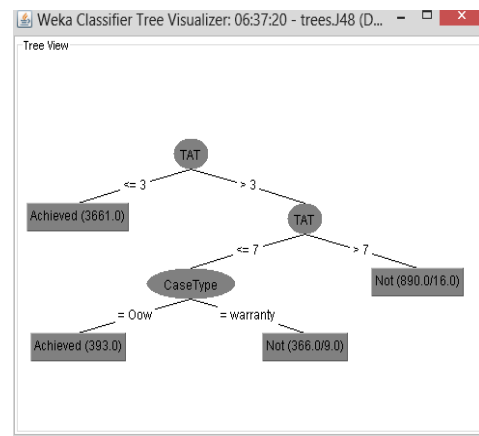 Weka Classifier Tree Visualizer: 06:37:20 - trees.J48 (D...
Tree View
TAT
<= 3
> 3
Achieved (3661.0)
TAT
<= 7
> 7
CaseType
Not (890.0/16.0)
= Oow
= warranty
Achieved (393.0)
Not (366.0/9.0)